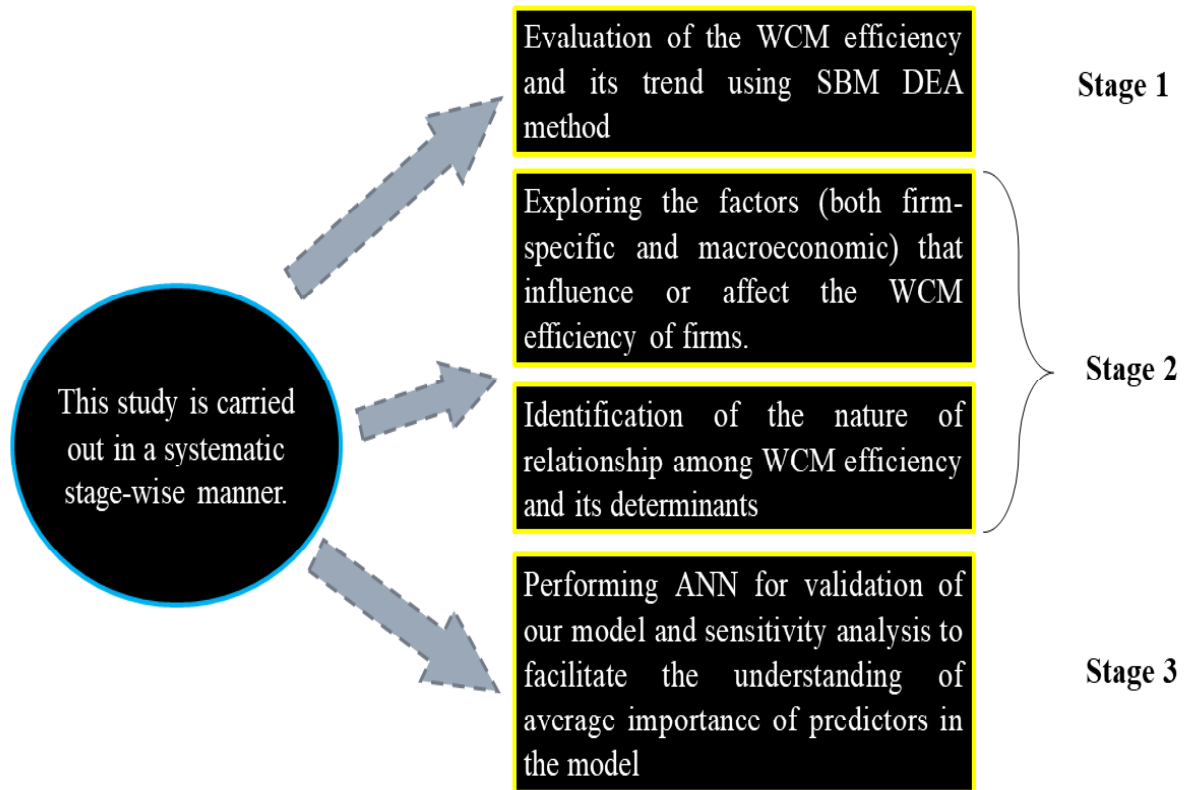 Evaluation of the WCM efficiency
and its trend using SBM DEA
method
Stage 1
Exploring the factors (both firm-
specific and macroeconomic) that
influence or affect the WCM
efficiency of firms.
Stage 2
This study is carried
out in a systematic
stage-wise manner.
Identification of the nature of
relationship among WCM efficiency
and its determinants
Performing ANN for validation of
our model and sensitivity analysis to
facilitate the understanding of
average importance of predictors in
the model
Stage 3